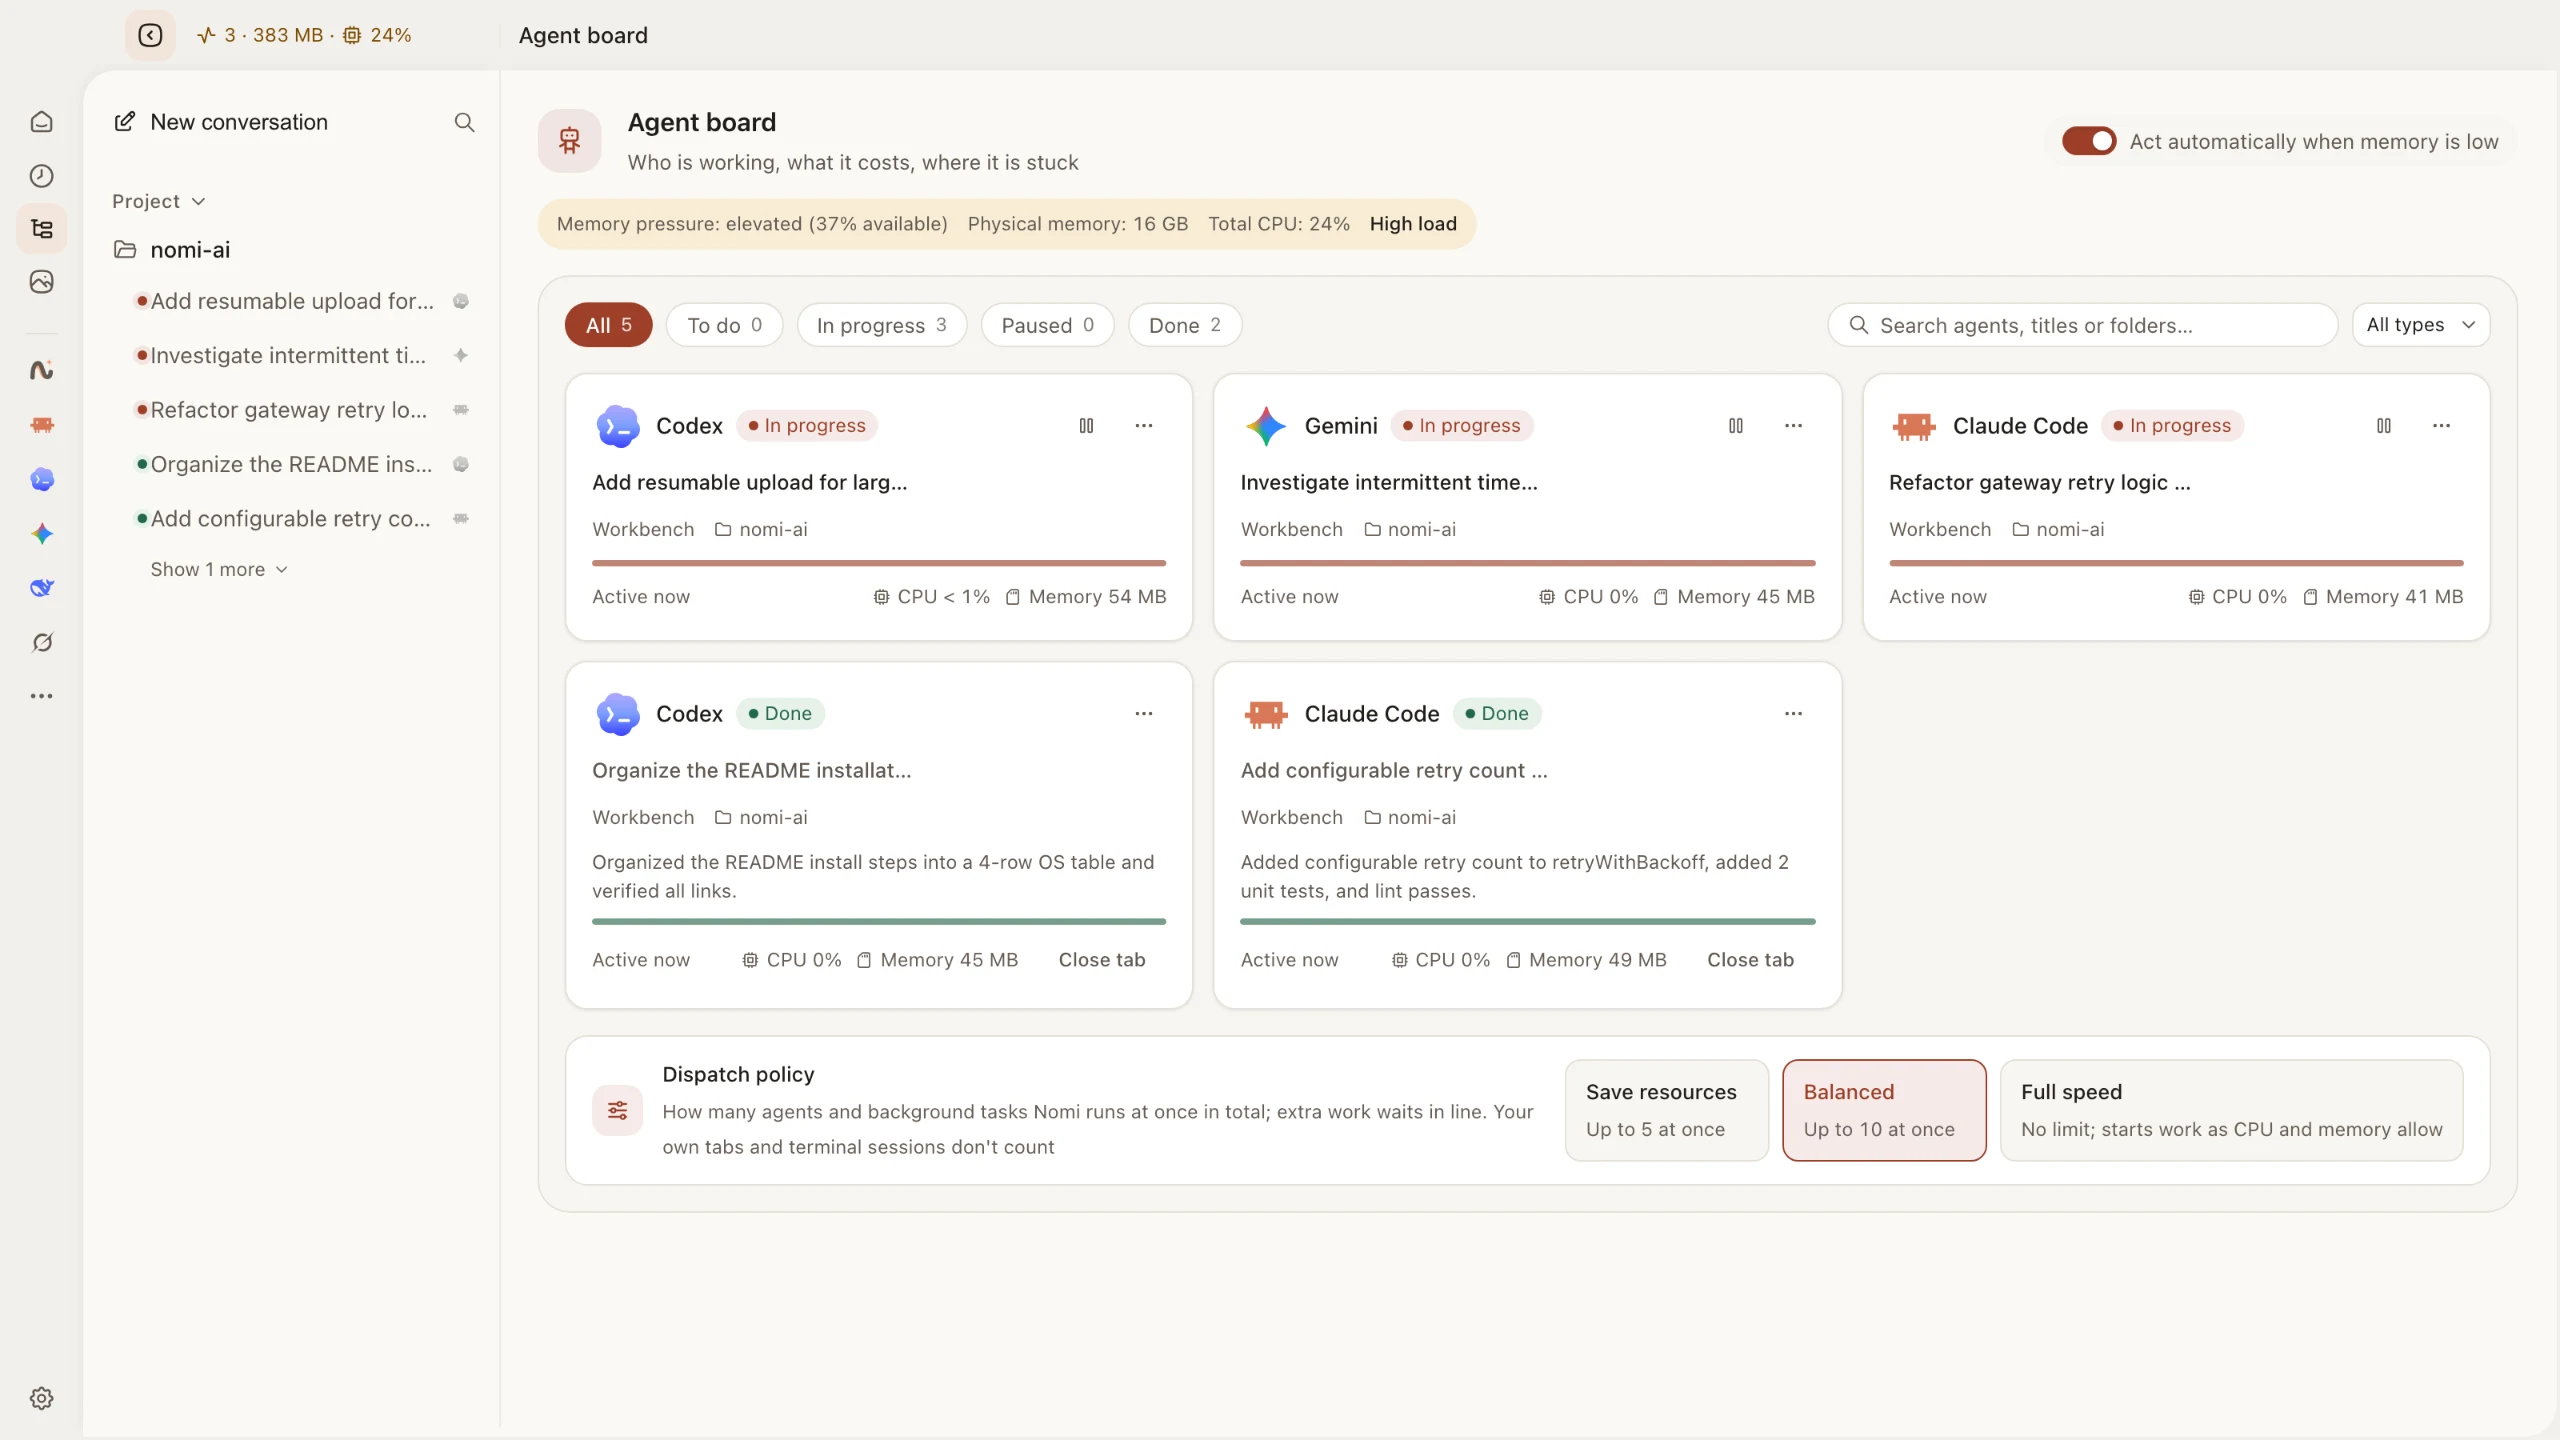 3 · 383 MB · 24%
Agent board
New conversation
Project
nomi-ai
Add resumable upload for...
Investigate intermittent ti...
Refactor gateway retry lo...
Organize the README ins...
Add configurable retry co...
Show 1 more
Agent board
Who is working, what it costs, where it is stuck
Act automatically when memory is low
Memory pressure: elevated (37% available) Physical memory: 16 GB Total CPU: 24% High load
All 5 To do 0 In progress 3 Paused 0 Done 2
Search agents, titles or folders...
All types
Codex In progress
Add resumable upload for larg...
Workbench nomi-ai
Active now CPU < 1% Memory 54 MB
Gemini In progress
Investigate intermittent time...
Workbench nomi-ai
Active now CPU 0% Memory 45 MB
Claude Code In progress
Refactor gateway retry logic ...
Workbench nomi-ai
Active now CPU 0% Memory 41 MB
Codex Done
Organize the README installat...
Workbench nomi-ai
Organized the README install steps into a 4-row OS table and
verified all links.
Active now CPU 0% Memory 45 MB Close tab
Claude Code Done
Add configurable retry count ...
Workbench nomi-ai
Added configurable retry count to retryWithBackoff, added 2
unit tests, and lint passes.
Active now CPU 0% Memory 49 MB Close tab
Dispatch policy
How many agents and background tasks Nomi runs at once in total; extra work waits in line. Your
own tabs and terminal sessions don't count
Save resources
Up to 5 at once
Balanced
Up to 10 at once
Full speed
No limit; starts work as CPU and memory allow